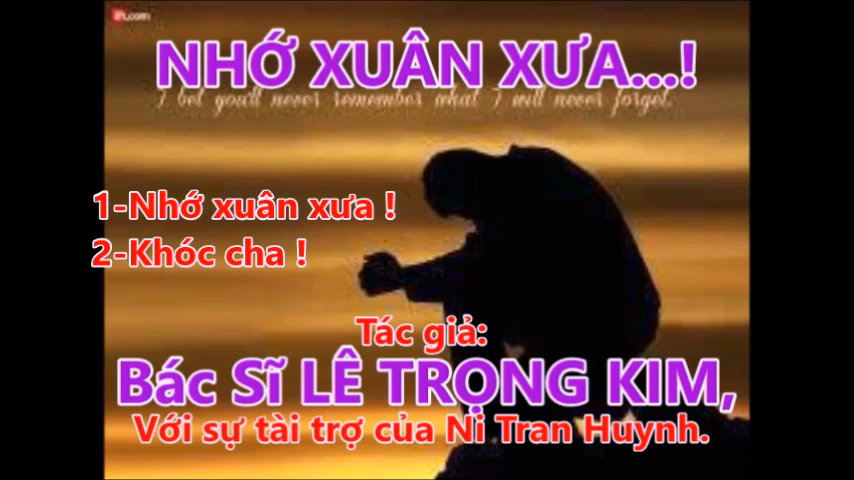 NHỚ XUÂN XƯA...!
I bet you'll never remember what I will never forget.
1-Nhớ xuân xưa !
2-Khóc cha !
Tác giả:
Bác Sĩ LÊ TRỌNG KIM,
Với sự tài trợ của Ni Tran Huynh.